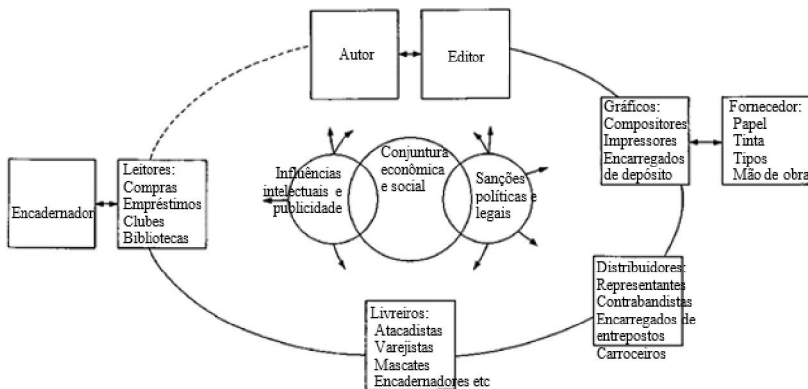 Autor
Editor
Gráficos:
Compositores
Impressores
Encarregados
de depósito
Fornecedor:
Papel
Tinta
Tipos
Mão de obra
Encadernador
Leitores:
Compras
Empréstimos
Clubes
Bibliotecas
Influências
intelectuais e
publicidade
Conjuntura
econômica
e social
Sanções
políticas e
legais
Distribuidores:
Representantes
Contrabandistas
Encarregados de
entrepostos
Carroceiros
Livreiros:
Atacadistas
Varejistas
Mascates
Encadernadores etc